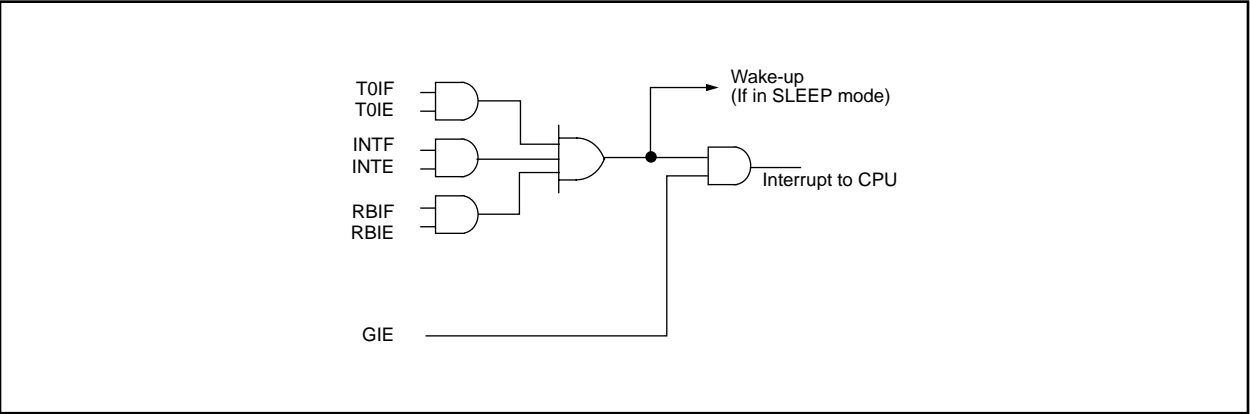 T0IF
T0IE
INTF
INTE
RBIF
RBIE
GIE
Wake-up
(If in SLEEP mode)
Interrupt to CPU